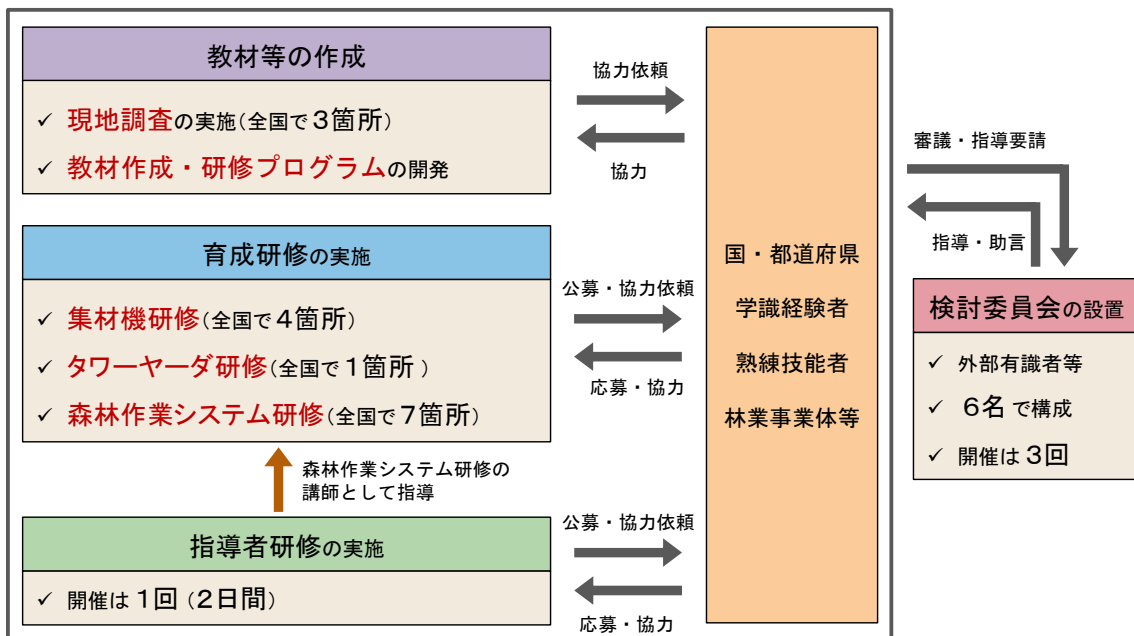 教材等の作成
✓ 現地調査の実施(全国で3箇所)
✓ 教材作成・研修プログラムの開発
協力依頼
協力
育成研修の実施
✓ 集材機研修(全国で4箇所)
✓ タワーヤーダ研修(全国で1箇所 )
✓ 森林作業システム研修(全国で7箇所)
公募・協力依頼
応募・協力
森林作業システム研修の
講師として指導
指導者研修の実施
✓ 開催は 1回 (2日間)
公募・協力依頼
応募・協力
国・都道府県
学識経験者
熟練技能者
林業事業体等
審議・指導要請
指導・助言
検討委員会の設置
✓ 外部有識者等
✓ 6名 で構成
✓ 開催は 3回